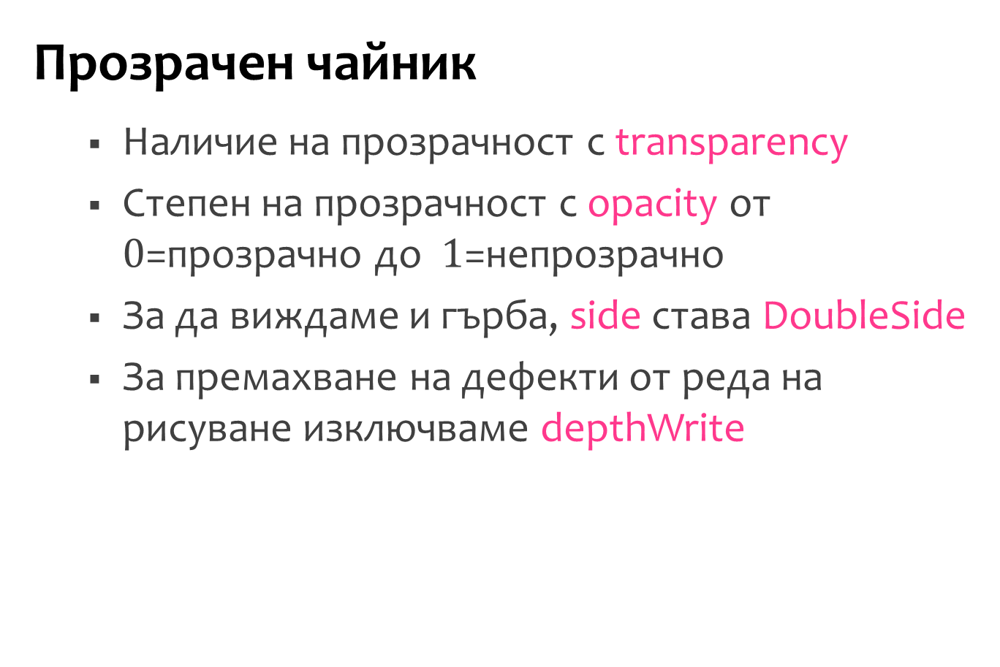 Прозрачен чайник
▪ Наличие на прозрачност с transparency
▪ Степен на прозрачност с opacity от
0=прозрачно до 1=непрозрачно
▪ За да виждаме и гърба, side става DoubleSide
▪ За премахване на дефекти от реда на
рисуване изключваме depthWrite